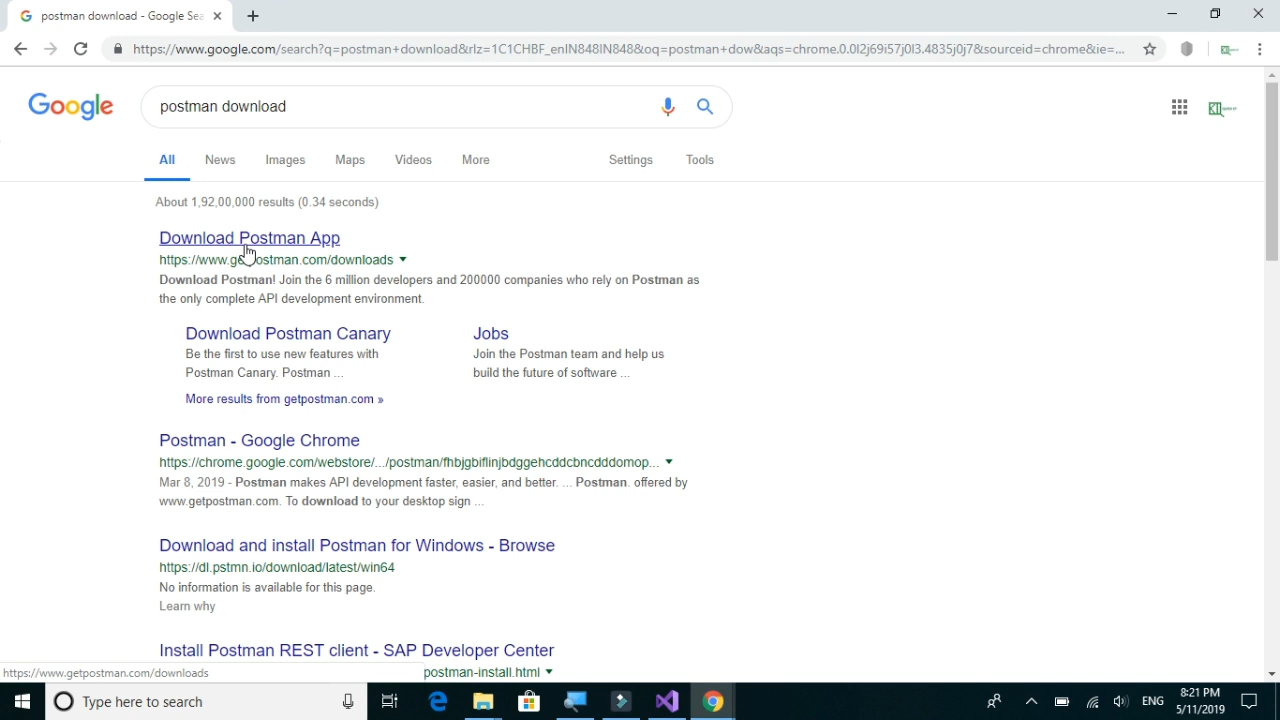 postman download - Google Sea
https://www.google.com/search?q=postman+download&rlz=1C1CHBF_enIN848IN848&oq=postman+dow&aqs=chrome.0.0l2j69i57j0l3.4835j0j7&sourceid=chrome&ie=...
Google
postman download
All News Images Maps Videos More Settings Tools
About 1,92,00,000 results (0.34 seconds)
Download Postman App
https://www.getpostman.com/downloads
Download Postman! Join the 6 million developers and 200000 companies who rely on Postman as
the only complete API development environment.
Download Postman Canary
Be the first to use new features with
Postman Canary. Postman ...
Jobs
Join the Postman team and help us
build the future of software ...
More results from getpostman.com »
Postman - Google Chrome
https://chrome.google.com/webstore/.../postman/fhbjgbiflinjbdggehcddcbncdddomop...
Mar 8, 2019 - Postman makes API development faster, easier, and better. ... Postman. offered by
www.getpostman.com. To download to your desktop sign ...
Download and install Postman for Windows - Browse
https://dl.pstmn.io/download/latest/win64
No information is available for this page.
Learn why
Install Postman REST client - SAP Developer Center
postman-install.html
https://www.getpostman.com/downloads
Type here to search
ENG
8:21 PM
5/11/2019